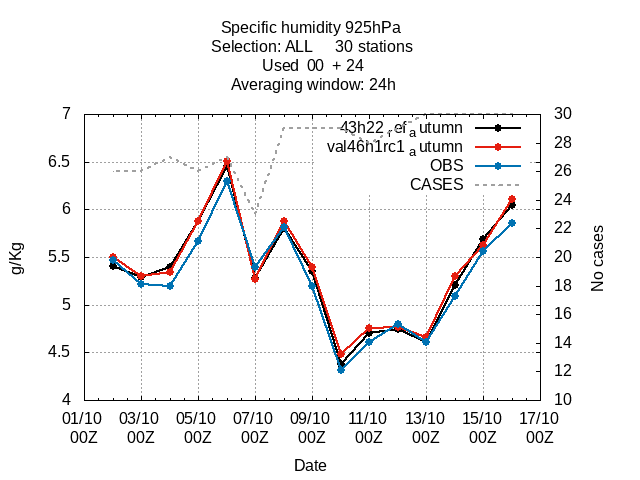 Specific humidity 925hPa
Selection: ALL     30 stations
Used  00  + 24
Averaging window: 24h
43h22_ref_autumn
val46h1rc1_autumn
OBS
CASES
7
6.5
6
5.5
5
4.5
4
g/Kg
30
28
26
24
22
20
18
16
14
12
10
No cases
01/10 03/10 05/10 07/10 09/10 11/10 13/10 15/10 17/10
00Z 00Z 00Z 00Z 00Z 00Z 00Z 00Z 00Z
Date